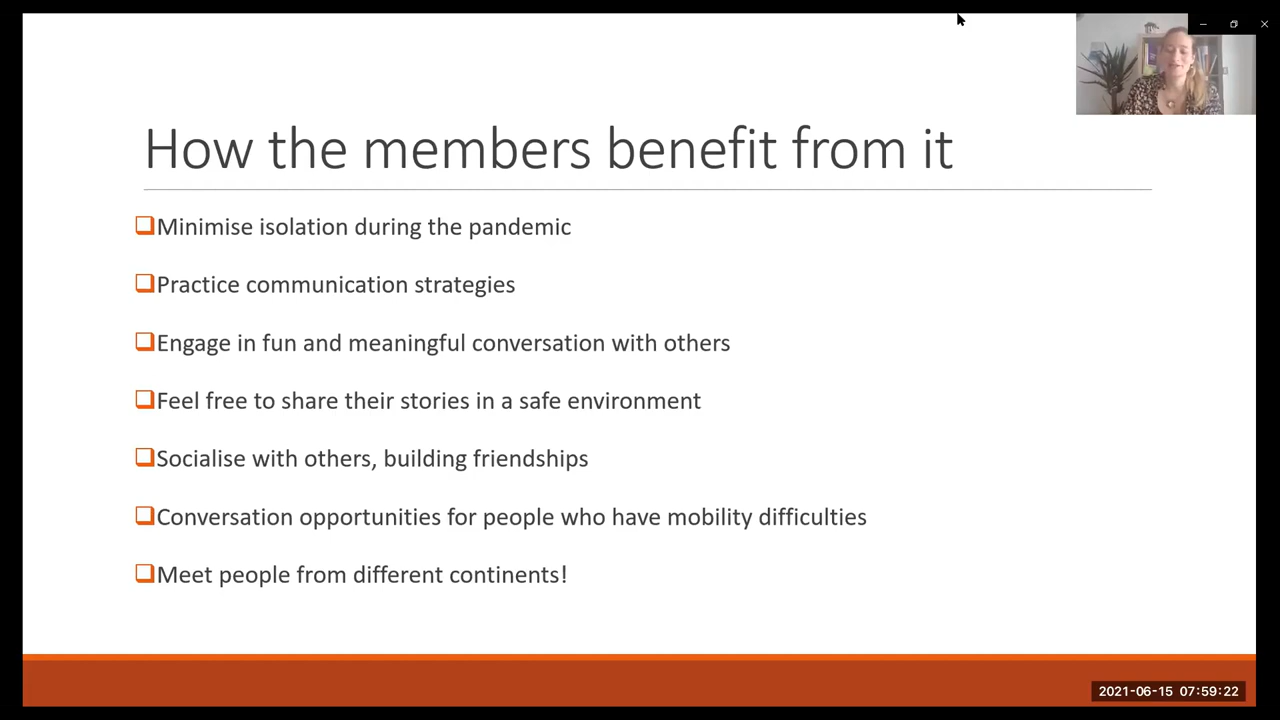 How the members benefit from it
Minimise isolation during the pandemic
Practice communication strategies
Engage in fun and meaningful conversation with others
Feel free to share their stories in a safe environment
Socialise with others, building friendships
Conversation opportunities for people who have mobility difficulties
Meet people from different continents!
2021-06-15 07:59:22